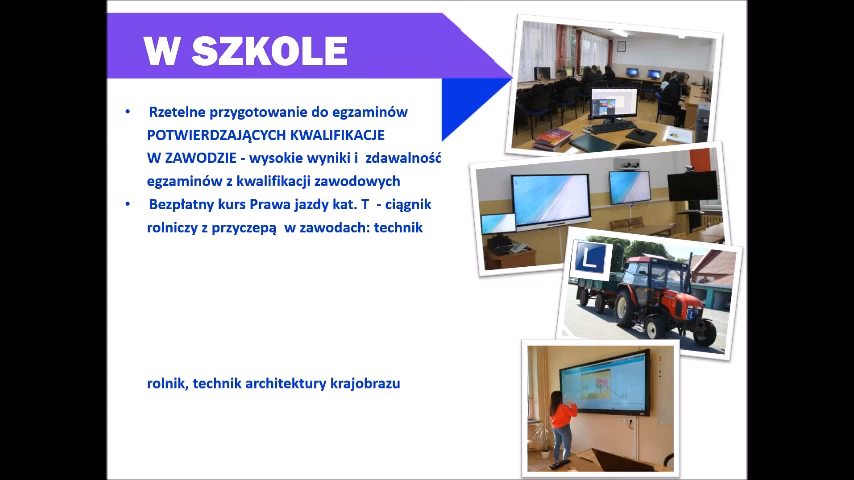 W SZKOLE
• Rzetelne przygotowanie do egzaminów
POTWIERDZAJĄCYCH KWALIFIKACJE
W ZAWODZIE - wysokie wyniki i zdawalność
egzaminów z kwalifikacji zawodowych
• Bezpłatny kurs Prawa jazdy kat. T - ciągnik
rolniczy z przyczepą w zawodach: technik
rolnik, technik architektury krajobrazu
L